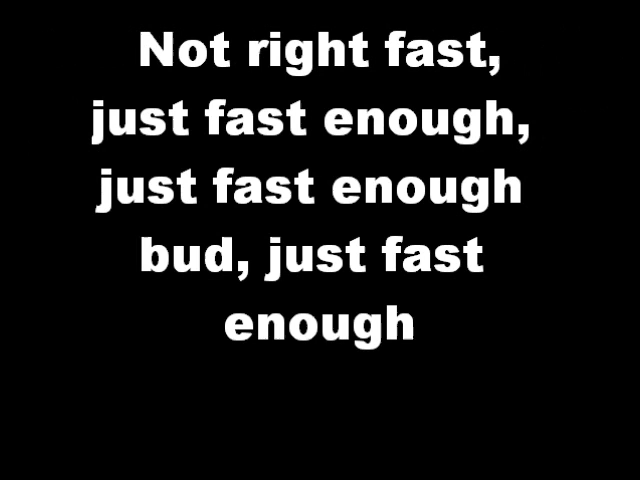 Not right fast,
just fast enough,
just fast enough
bud, just fast
enough